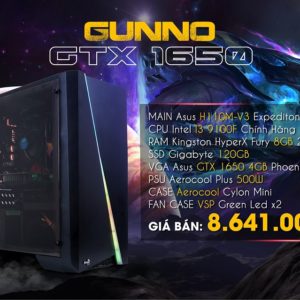 GUNNO
GTX 1650
MAIN Asus H110M-V3 Expediton
CPU Intel I3-9100F Chính Hãng
RAM Kingston HyperX Fury 8GB
SSD Gigabyte 120GB
VGA Asus GTX 1650 4GB Phoenix
PSU Aerocool Plus 500W
CASE Aerocool Cylon Mini
FAN CASE VSP Green Led x2
GIÁ BÁN: 8.641.00